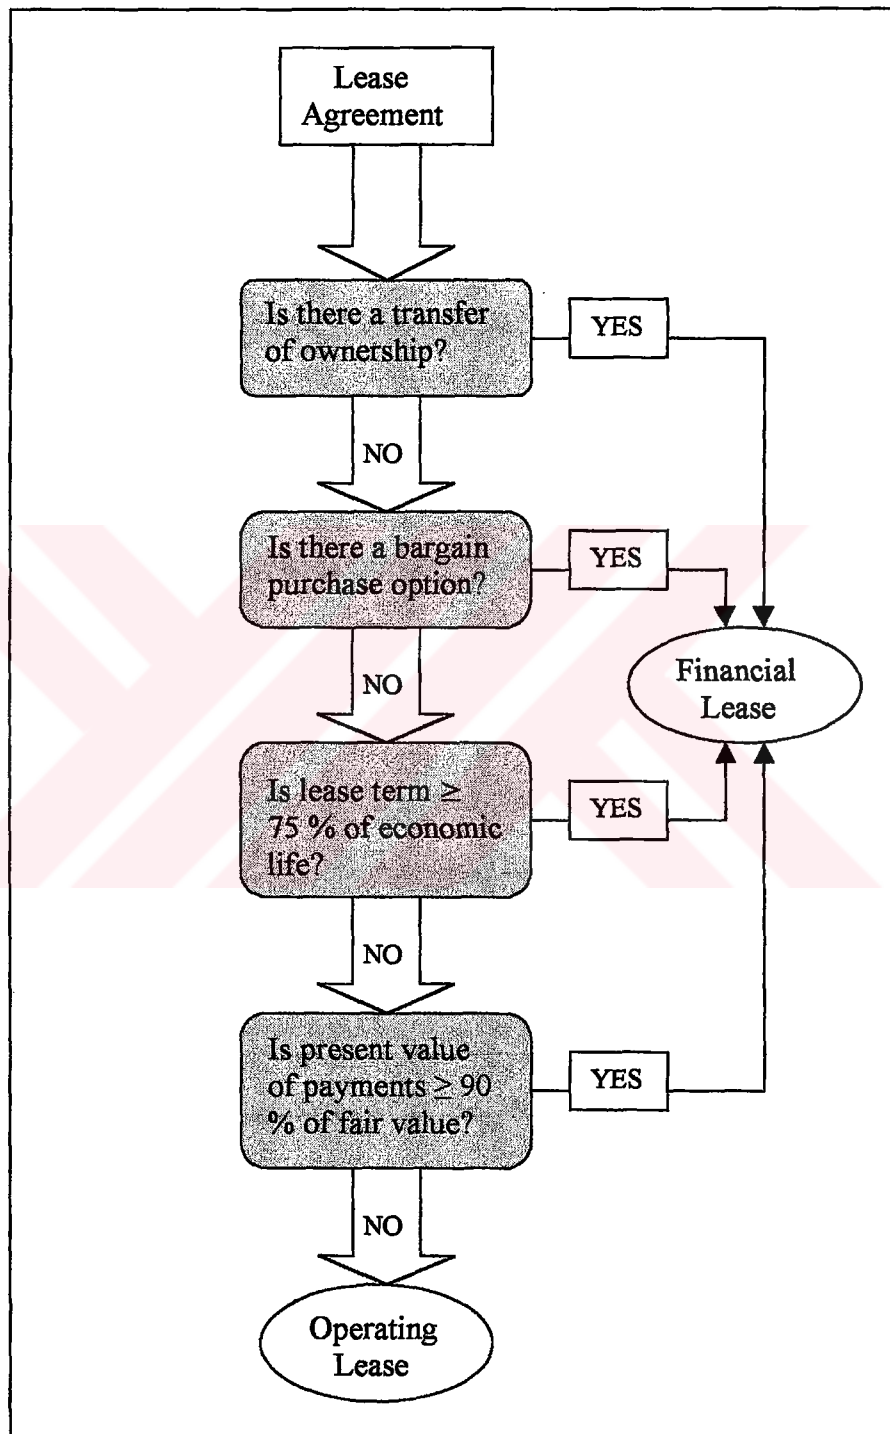 Lease
Agreement
Is there a transfer
of ownership?
YES
NO
Is there a bargain
purchase option?
YES
NO
Financial
Lease
Is lease term ≥
75 % of economic
life?
YES
NO
Is present value
of payments ≥ 90
% of fair value?
YES
NO
Operating
Lease